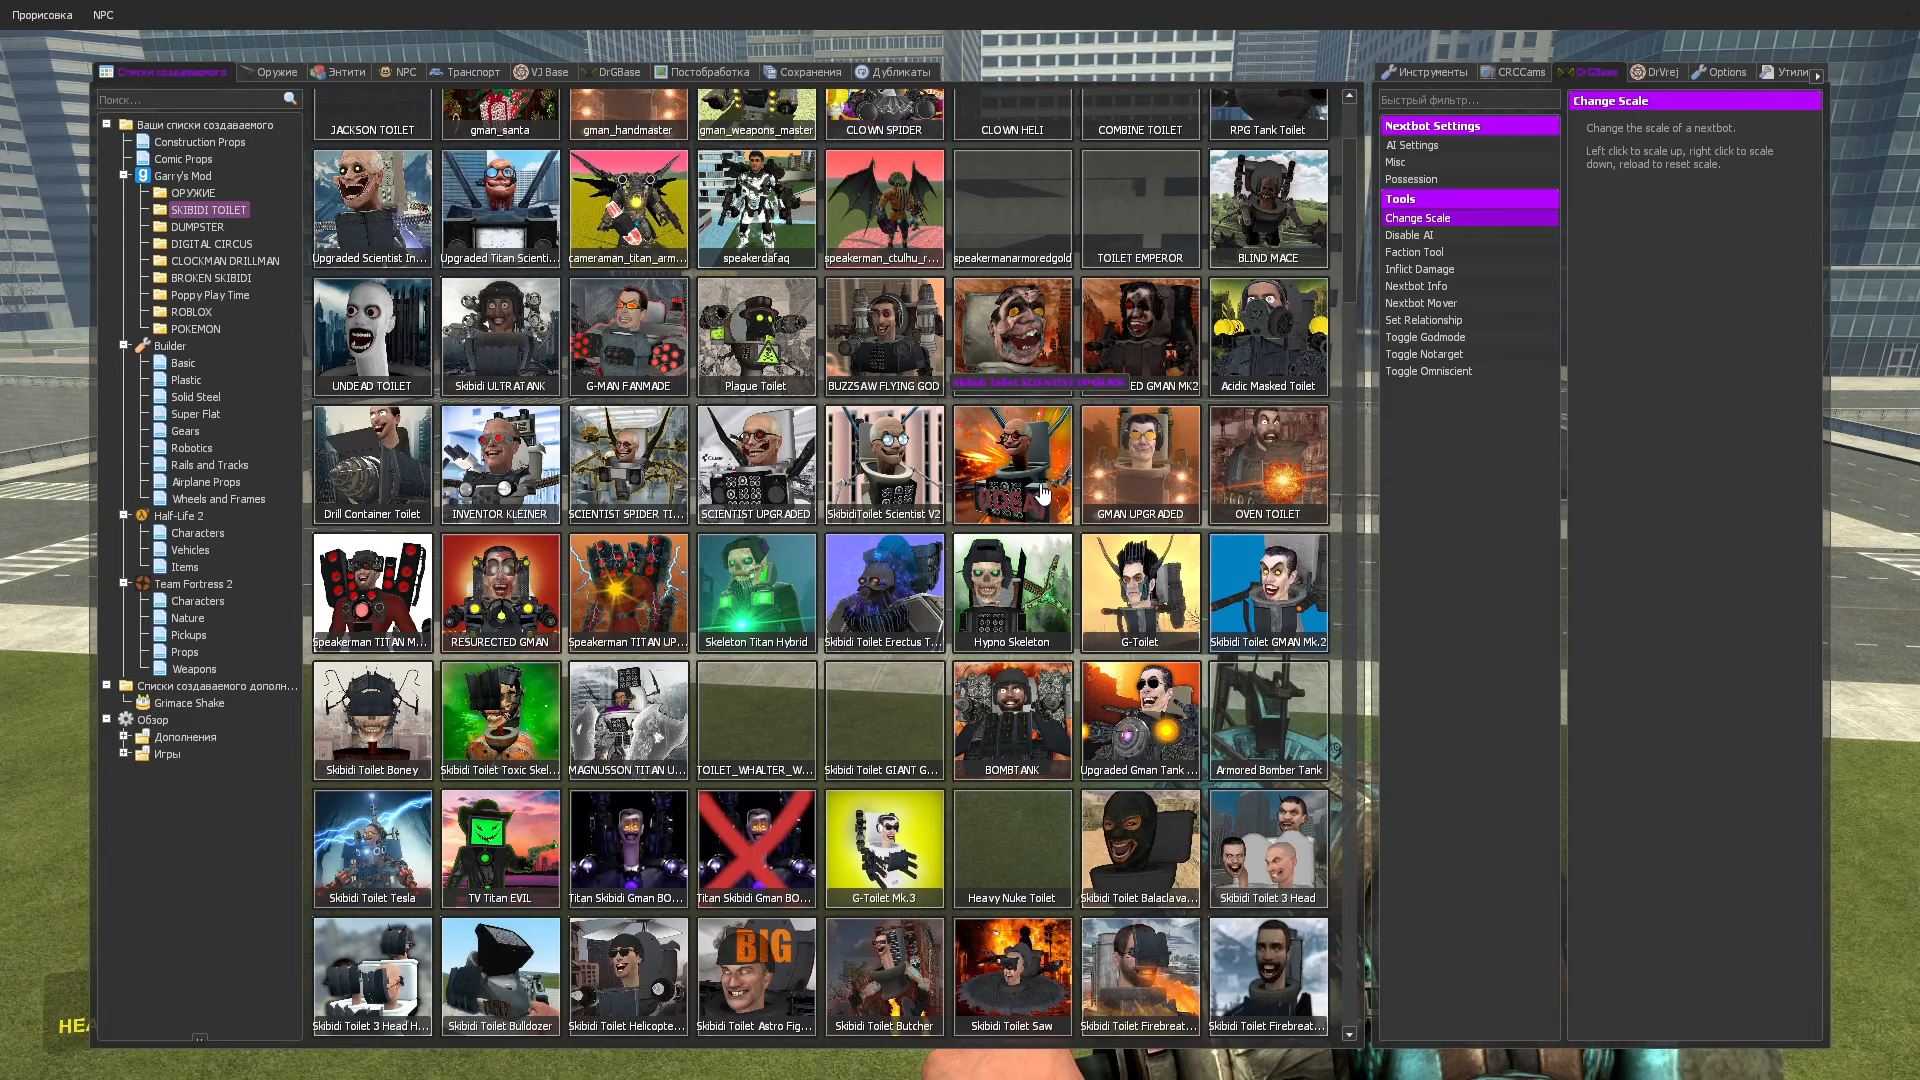 Прорисовка NPC
Списки создаваемого Оружие Энтити NPC Транспорт VJ Base DrGBase Постобработка Сохранения Дубликаты
Поиск...
Ваши списки создаваемого
Construction Props
Comic Props
Garry's Mod
ОРУЖИЕ
SKIBIDI TOILET
DUMPSTER
DIGITAL CIRCUS
CLOCKMAN DRILLMAN
BROKEN SKIBIDI
Poppy Play Time
ROBLOX
POKEMON
Builder
Basic
Plastic
Solid Steel
Super Flat
Gears
Robotics
Rails and Tracks
Airplane Props
Wheels and Frames
Half-Life 2
Characters
Vehicles
Items
Team Fortress 2
Characters
Nature
Pickups
Props
Weapons
Списки создаваемого дополн...
Grimace Shake
Обзор
Дополнения
Игры
JACKSON TOILET gman_santa gman_handmaster gman_weapons_master CLOWN SPIDER CLOWN HELI COMBINE TOILET RPG Tank Toilet
Upgraded Scientist In... Upgraded Titan Scienti... cameraman_titan_arm... speakerdafaq speakerman_ctulhu_r... speakermanarmoredgold TOILET EMPEROR BLIND MACE
UNDEAD TOILET Skibidi ULTRATANK G-MAN FANMADE Plague Toilet BUZZSAW FLYING GOD Skibidi Toilet SCIENTIST UPGRADE ED GMAN MK2 Acidic Masked Toilet
Drill Container Toilet INVENTOR KLEINER SCIENTIST SPIDER TI... SCIENTIST UPGRADED SkibidiToilet Scientist V2 GMAN UPGRADED OVEN TOILET
Speakerman TITAN M... RESURECTED GMAN Speakerman TITAN UP... Skeleton Titan Hybrid Skibidi Toilet Erectus T... Hypno Skeleton G-Toilet Skibidi Toilet GMAN Mk.2
Skibidi Toilet Boney Skibidi Toilet Toxic Skel... MAGNUSSON TITAN U... TOILET_WHALTER_W... Skibidi Toilet GIANT G... BOMBTANK Upgraded Gman Tank ... Armored Bomber Tank
Skibidi Toilet Tesla TV Titan EVIL Titan Skibidi Gman BO... Titan Skibidi Gman BO... G-Toilet Mk.3 Heavy Nuke Toilet Skibidi Toilet Balaclava... Skibidi Toilet 3 Head
BIG
Skibidi Toilet 3 Head H... Skibidi Toilet Bulldozer Skibidi Toilet Helicopte... Skibidi Toilet Astro Fig... Skibidi Toilet Butcher Skibidi Toilet Saw Skibidi Toilet Firebreat... Skibidi Toilet Firebreat...
Инструменты CRCCams DrGBase DrVrej Options Утили
Быстрый фильтр...
Nextbot Settings
AI Settings
Misc
Possession
Tools
Change Scale
Disable AI
Faction Tool
Inflict Damage
Nextbot Info
Nextbot Mover
Set Relationship
Toggle Godmode
Toggle Notarget
Toggle Omniscient
Change Scale
Change the scale of a nextbot.
Left click to scale up, right click to scale
down, reload to reset scale.